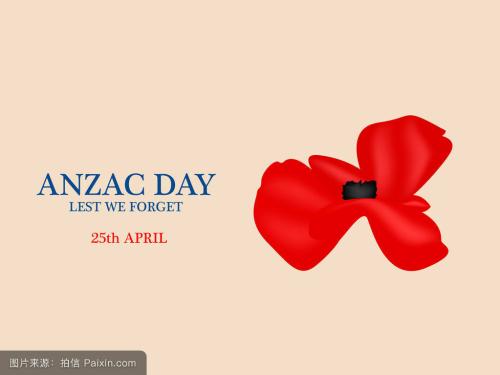 ANZAC DAY
LEST WE FORGET
25th APRIL
图片来源：拍信 Paixin.com